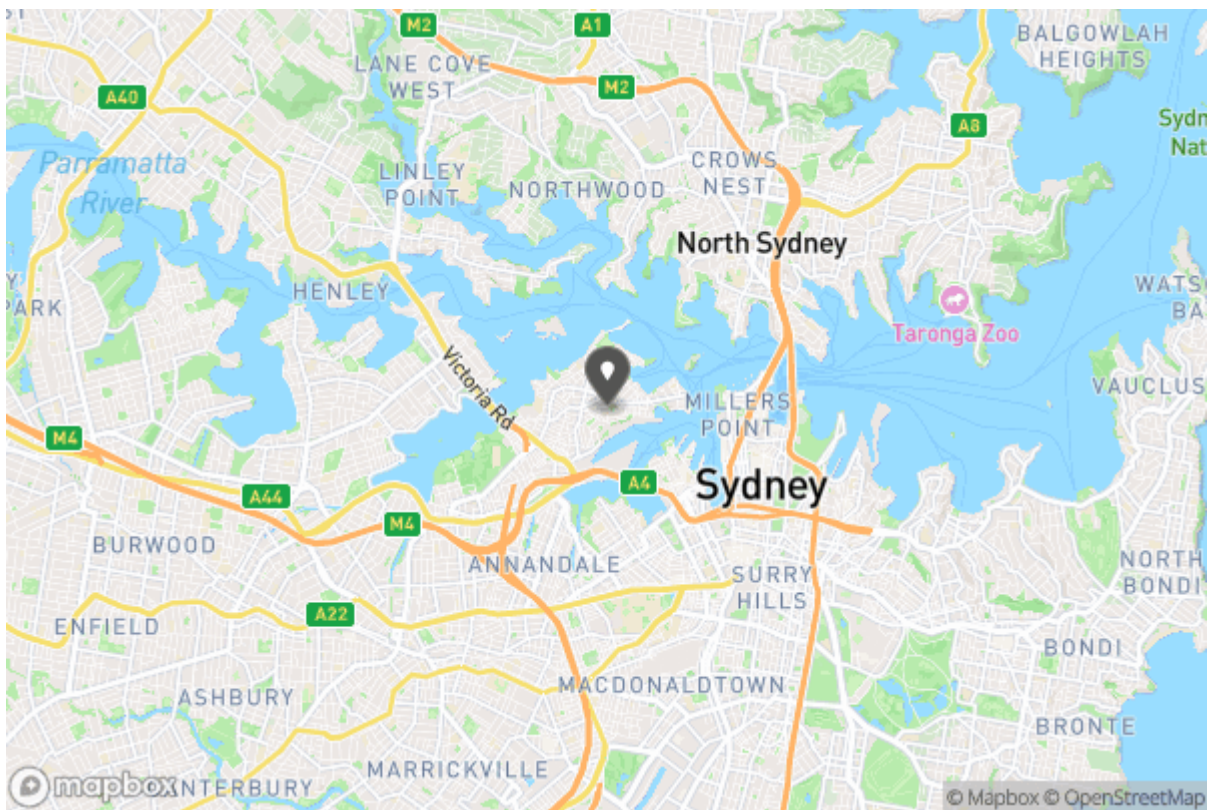 M2
A1
BALGOWLAH
HEIGHTS
LANE COVE
WEST
M2
A40
A8
Sydn
Nat
Parramatta
River
CROWS
NEST
LINLEY
POINT
NORTHWOOD
North Sydney
HENLEY
Y
PARK
WATS
BA
Taronga Zoo
Victoria Rd
VAUCLUS
MILLERS
POINT
M4
Sydney
A4
A44
M4
BURWOOD
ANNANDALE
NORTH
BONDI
SURRY
HILLS
A22
ENFIELD
BONDI
ASHBURY
MACDONALDTOWN
BRONTE
MARRICKVILLE
mapbox
CANTERBURY
© Mapbox © OpenStreetMap